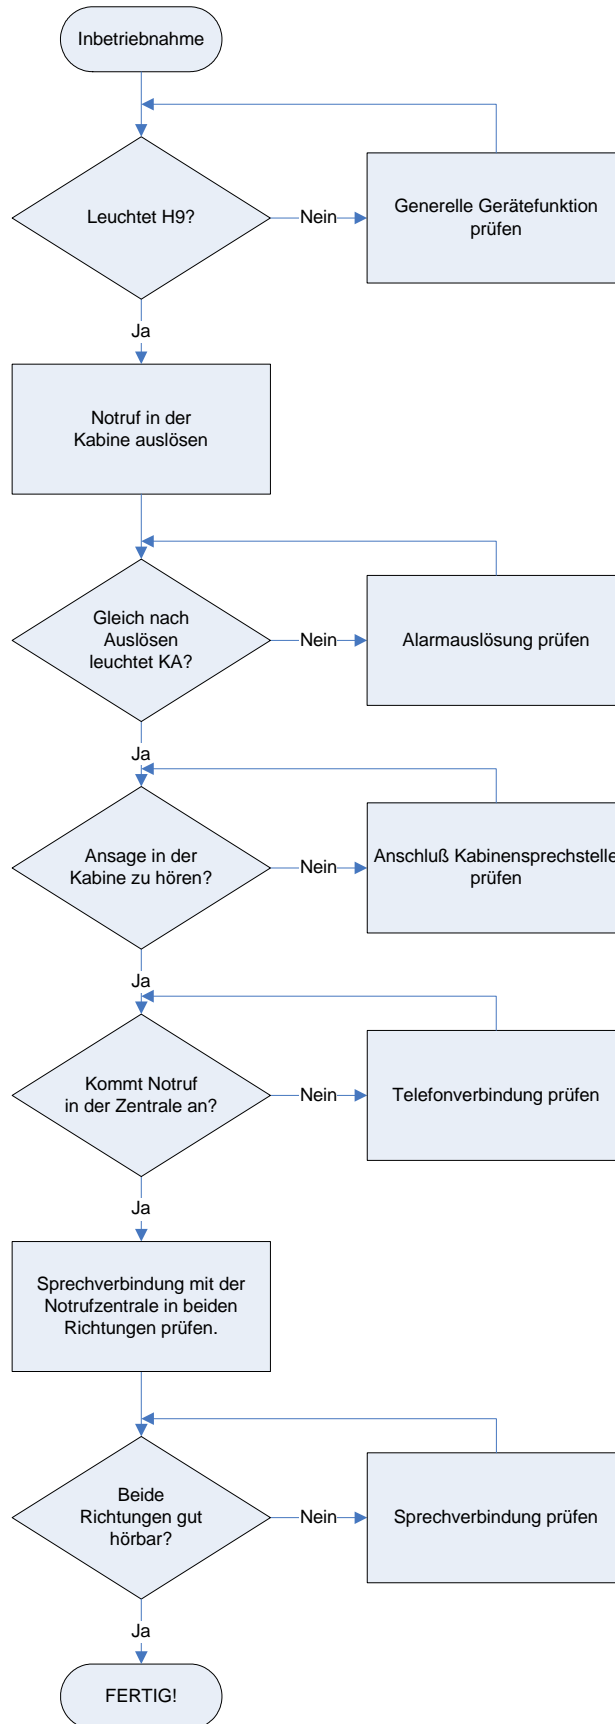 Inbetriebnahme
Leuchtet H9?
Nein
Generelle Gerätefunktion
prüfen
Ja
Notruf in der
Kabine auslösen
Gleich nach
Auslösen
leuchtet KA?
Nein
Alarmauslösung prüfen
Ja
Ansage in der
Kabine zu hören?
Nein
Anschluß Kabinensprechstelle
prüfen
Ja
Kommt Notruf
in der Zentrale an?
Nein
Telefonverbindung prüfen
Ja
Sprechverbindung mit der
Notrufzentrale in beiden
Richtungen prüfen.
Beide
Richtungen gut
hörbar?
Nein
Sprechverbindung prüfen
Ja
FERTIG!